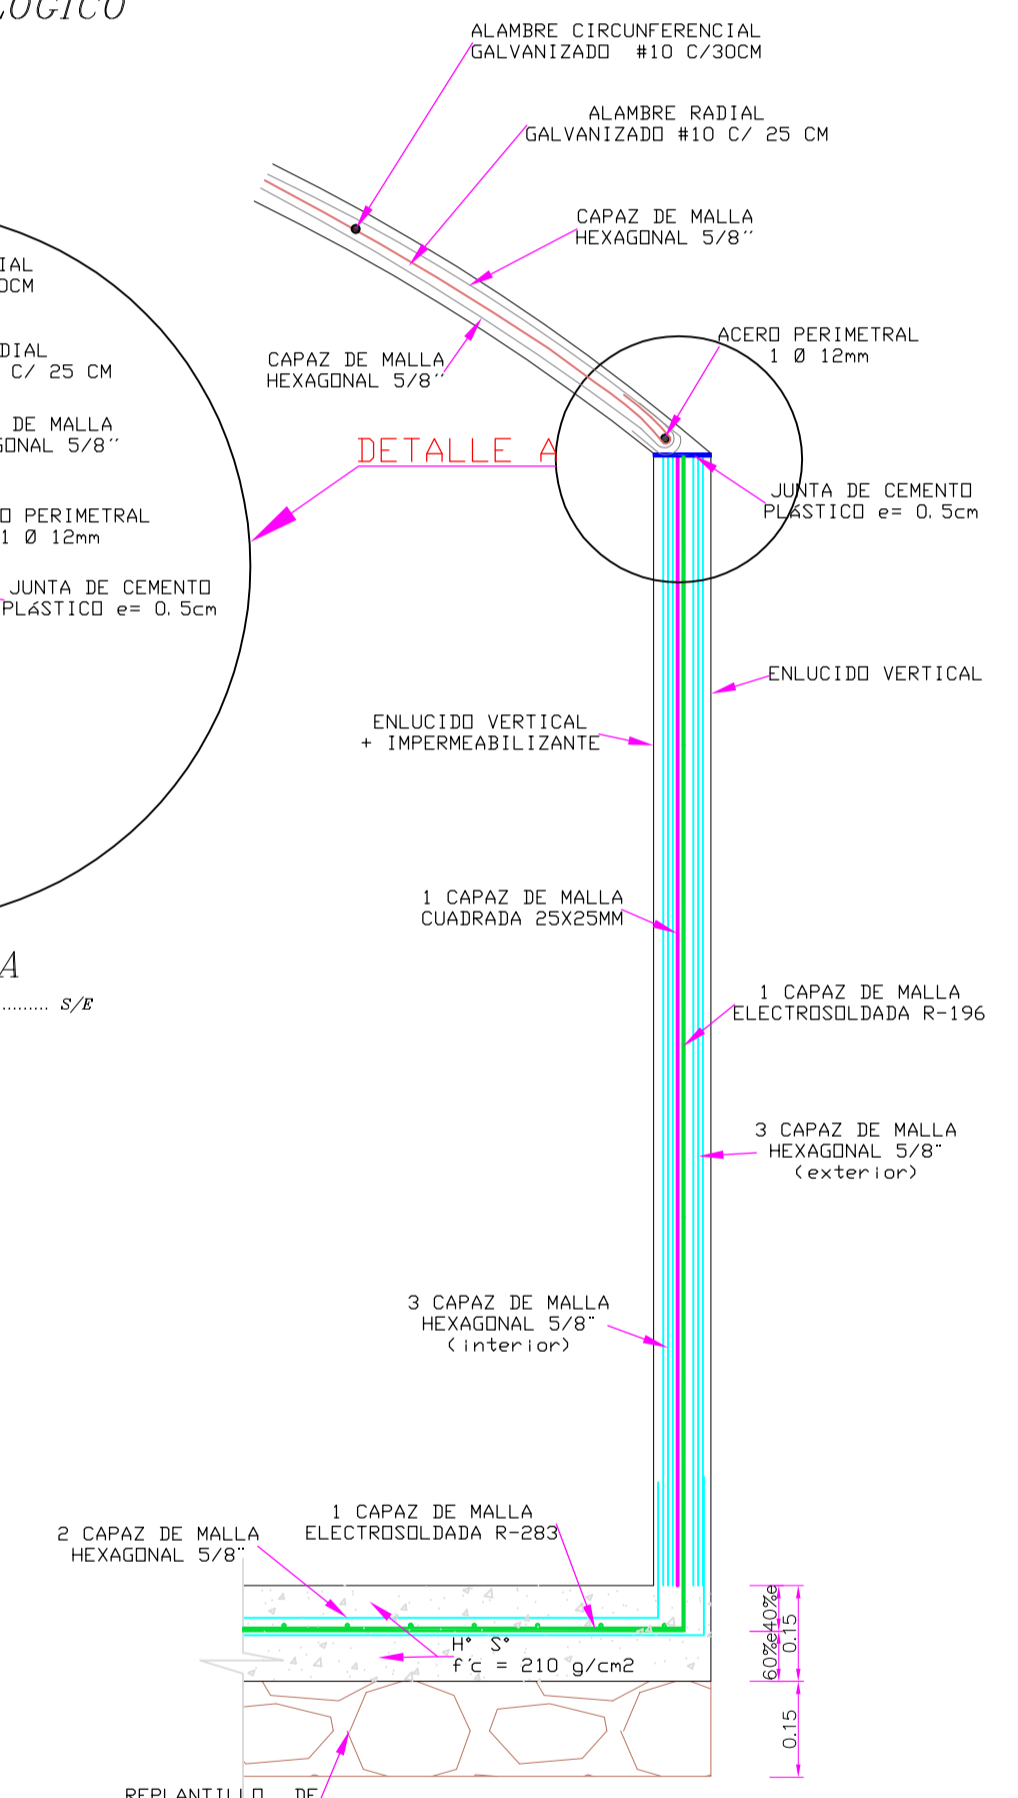 ALAMBRE CIRCUNFERENCIAL
GALVANIZADO #10 C/30CM
ALAMBRE RADIAL
GALVANIZADO #10 C/ 25 CM
CAPAZ DE MALLA
HEXAGONAL 5/8´´
CAPAZ DE MALLA
HEXAGONAL 5/8´´
ACERO PERIMETRAL
1 Ø 12mm
C/ 25 CM
DE MALLA
5/8´´
DETALLE A
JUNTA DE CEMENTO
PLÁSTICO e= 0.5cm
PERIMETRAL
1 Ø 12mm
JUNTA DE CEMENTO
PLÁSTICO e= 0.5cm
ENLUCIDO VERTICAL
ENLUCIDO VERTICAL
+ IMPERMEABILIZANTE
1 CAPAZ DE MALLA
CUADRADA 25X25MM
A
......... S/E
1 CAPAZ DE MALLA
ELECTROSOLDADA R-196
3 CAPAZ DE MALLA
HEXAGONAL 5/8¨
(exterior)
3 CAPAZ DE MALLA
HEXAGONAL 5/8¨
(interior)
1 CAPAZ DE MALLA
ELECTROSOLDADA R-283
2 CAPAZ DE MALLA
HEXAGONAL 5/8¨
H° S°
f´c = 210 g/cm2
40%e
60%e
0.15
0.15
REPLANTILLO DE